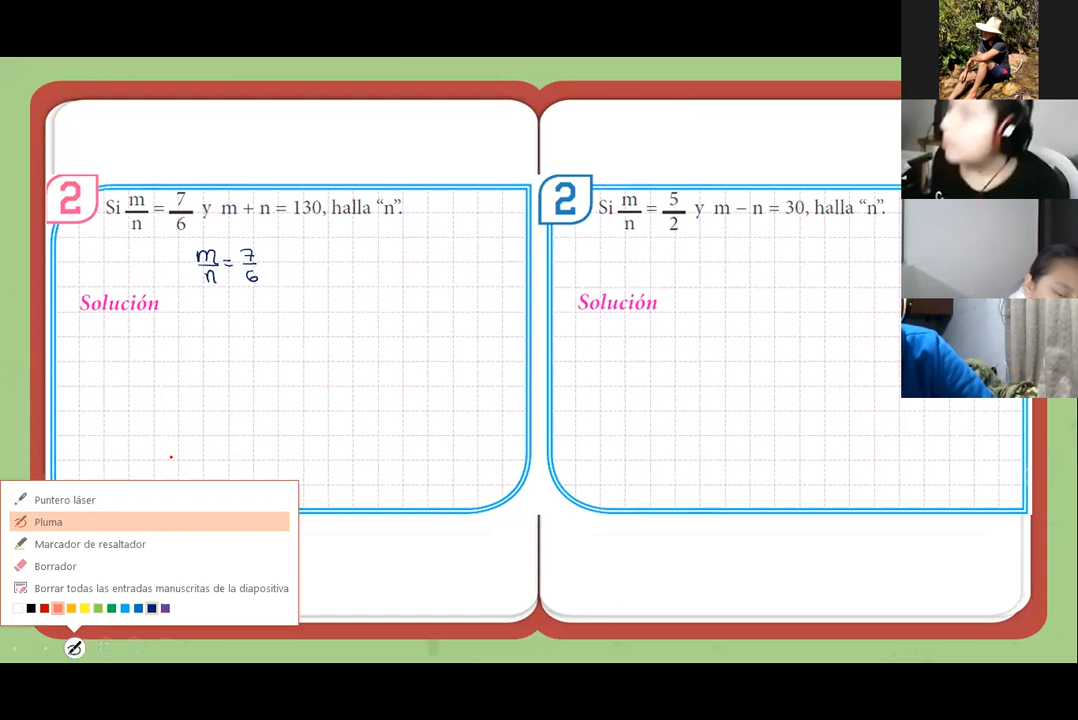 2
Si m/n = 7/6 y m + n = 130, halla “n”.
m/n = 7/6
Solución
2
Si m/n = 5/2 y m − n = 30, halla “n”.
Solución
Puntero láser
Pluma
Marcador de resaltador
Borrador
Borrar todas las entradas manuscritas de la diapositiva